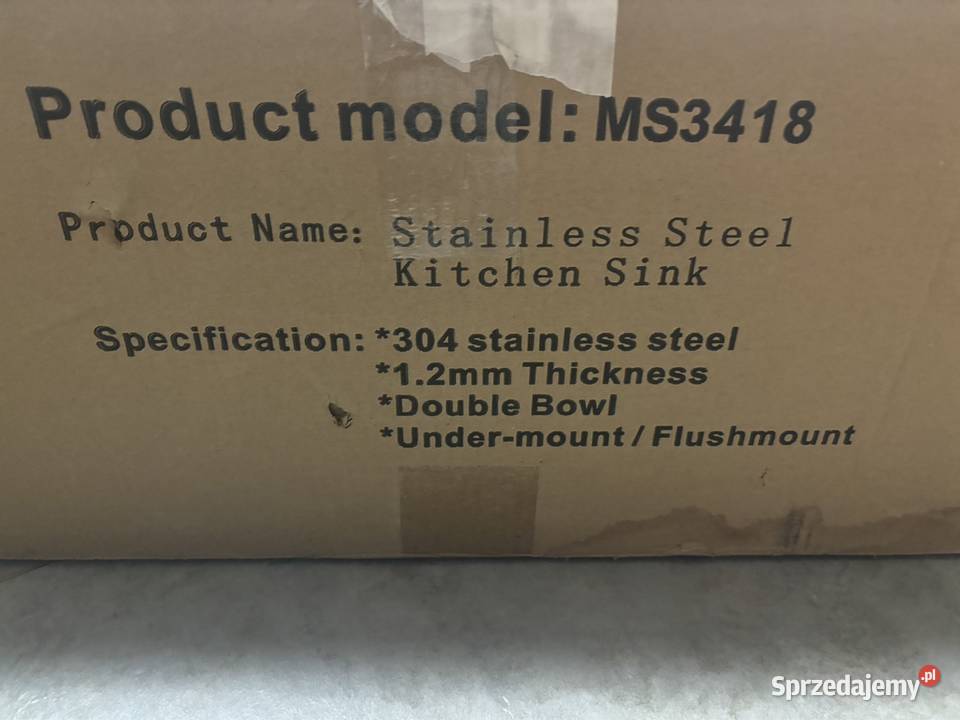 Product model: MS3418
Product Name: Stainless Steel
Kitchen Sink
Specification: *304 stainless steel
*1.2mm Thickness
*Double Bowl
*Under-mount / Flushmount
Sprzedajemy.pl